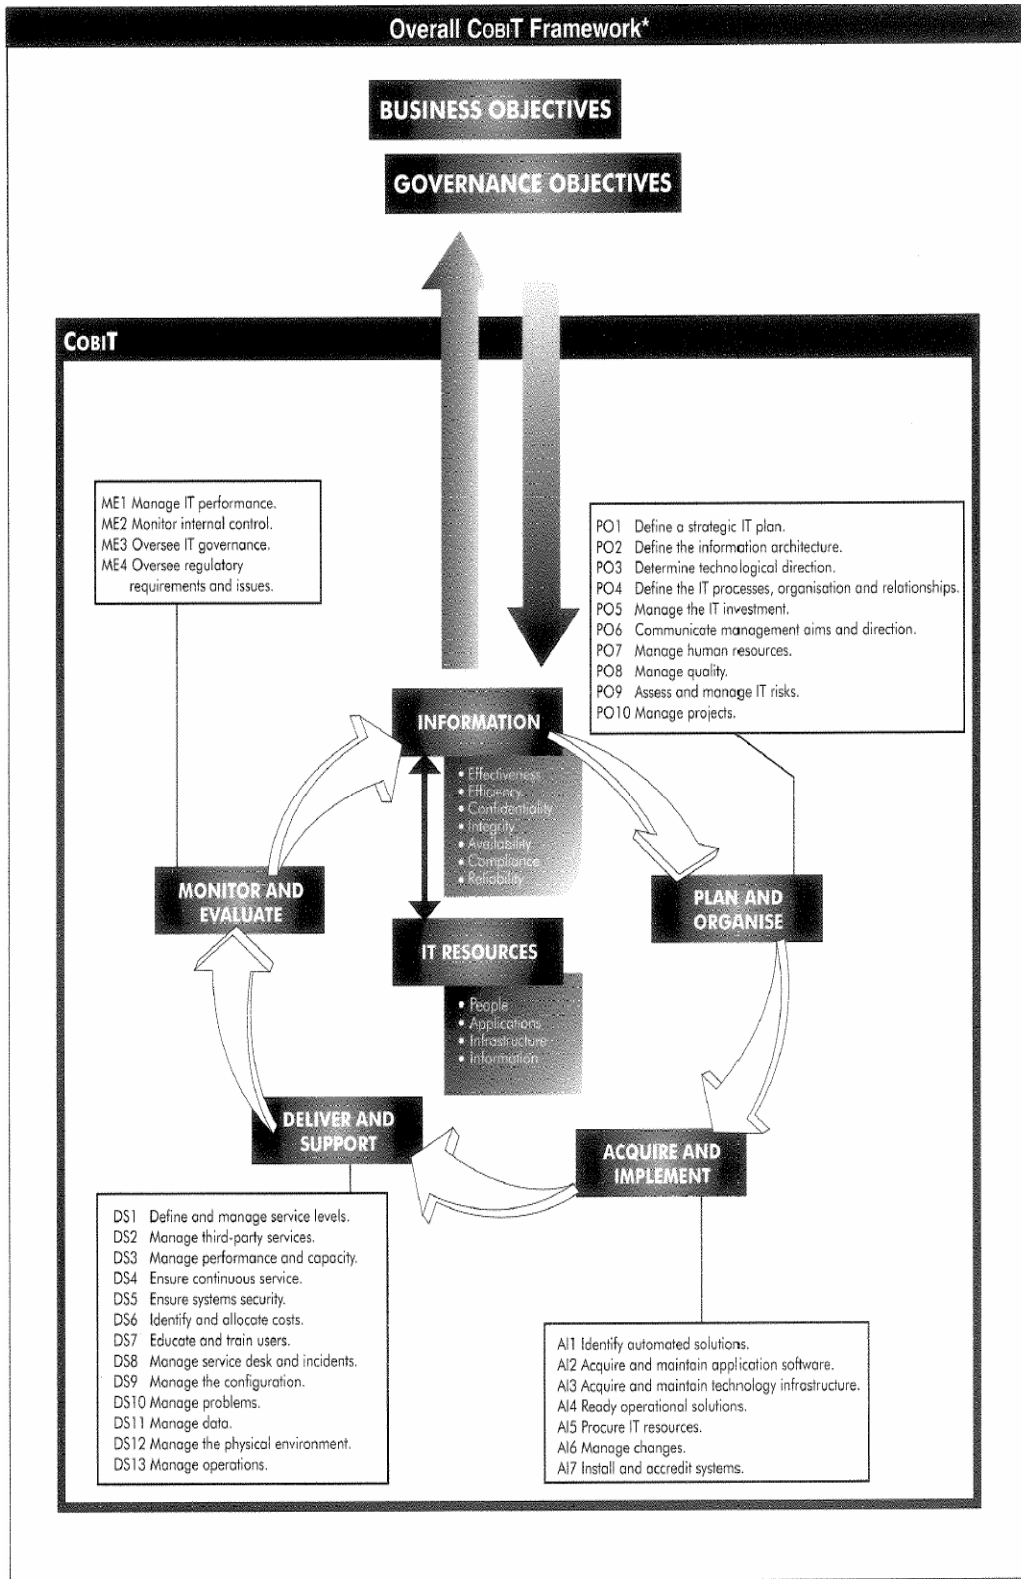 Overall COBIT Framework*
BUSINESS OBJECTIVES
GOVERNANCE OBJECTIVES
COBIT
ME1 Manage IT performance.
ME2 Monitor internal control.
ME3 Oversee IT governance.
ME4 Oversee regulatory
requirements and issues.
PO1 Define a strategic IT plan.
PO2 Define the information architecture.
PO3 Determine technological direction.
PO4 Define the IT processes, organisation and relationships.
PO5 Manage the IT investment.
PO6 Communicate management aims and direction.
PO7 Manage human resources.
PO8 Manage quality.
PO9 Assess and manage IT risks.
PO10 Manage projects.
INFORMATION
• Effectiveness
• Efficiency
• Confidentiality
• Integrity
• Availability
• Compliance
• Reliability
MONITOR AND
EVALUATE
PLAN AND
ORGANISE
IT RESOURCES
• People
• Applications
• Infrastructure
• Information
DELIVER AND
SUPPORT
ACQUIRE AND
IMPLEMENT
DS1 Define and manage service levels.
DS2 Manage third-party services.
DS3 Manage performance and capacity.
DS4 Ensure continuous service.
DS5 Ensure systems security.
DS6 Identify and allocate costs.
DS7 Educate and train users.
DS8 Manage service desk and incidents.
DS9 Manage the configuration.
DS10 Manage problems.
DS11 Manage data.
DS12 Manage the physical environment.
DS13 Manage operations.
AI1 Identify automated solutions.
AI2 Acquire and maintain application software.
AI3 Acquire and maintain technology infrastructure.
AI4 Ready operational solutions.
AI5 Procure IT resources.
AI6 Manage changes.
AI7 Install and accredit systems.